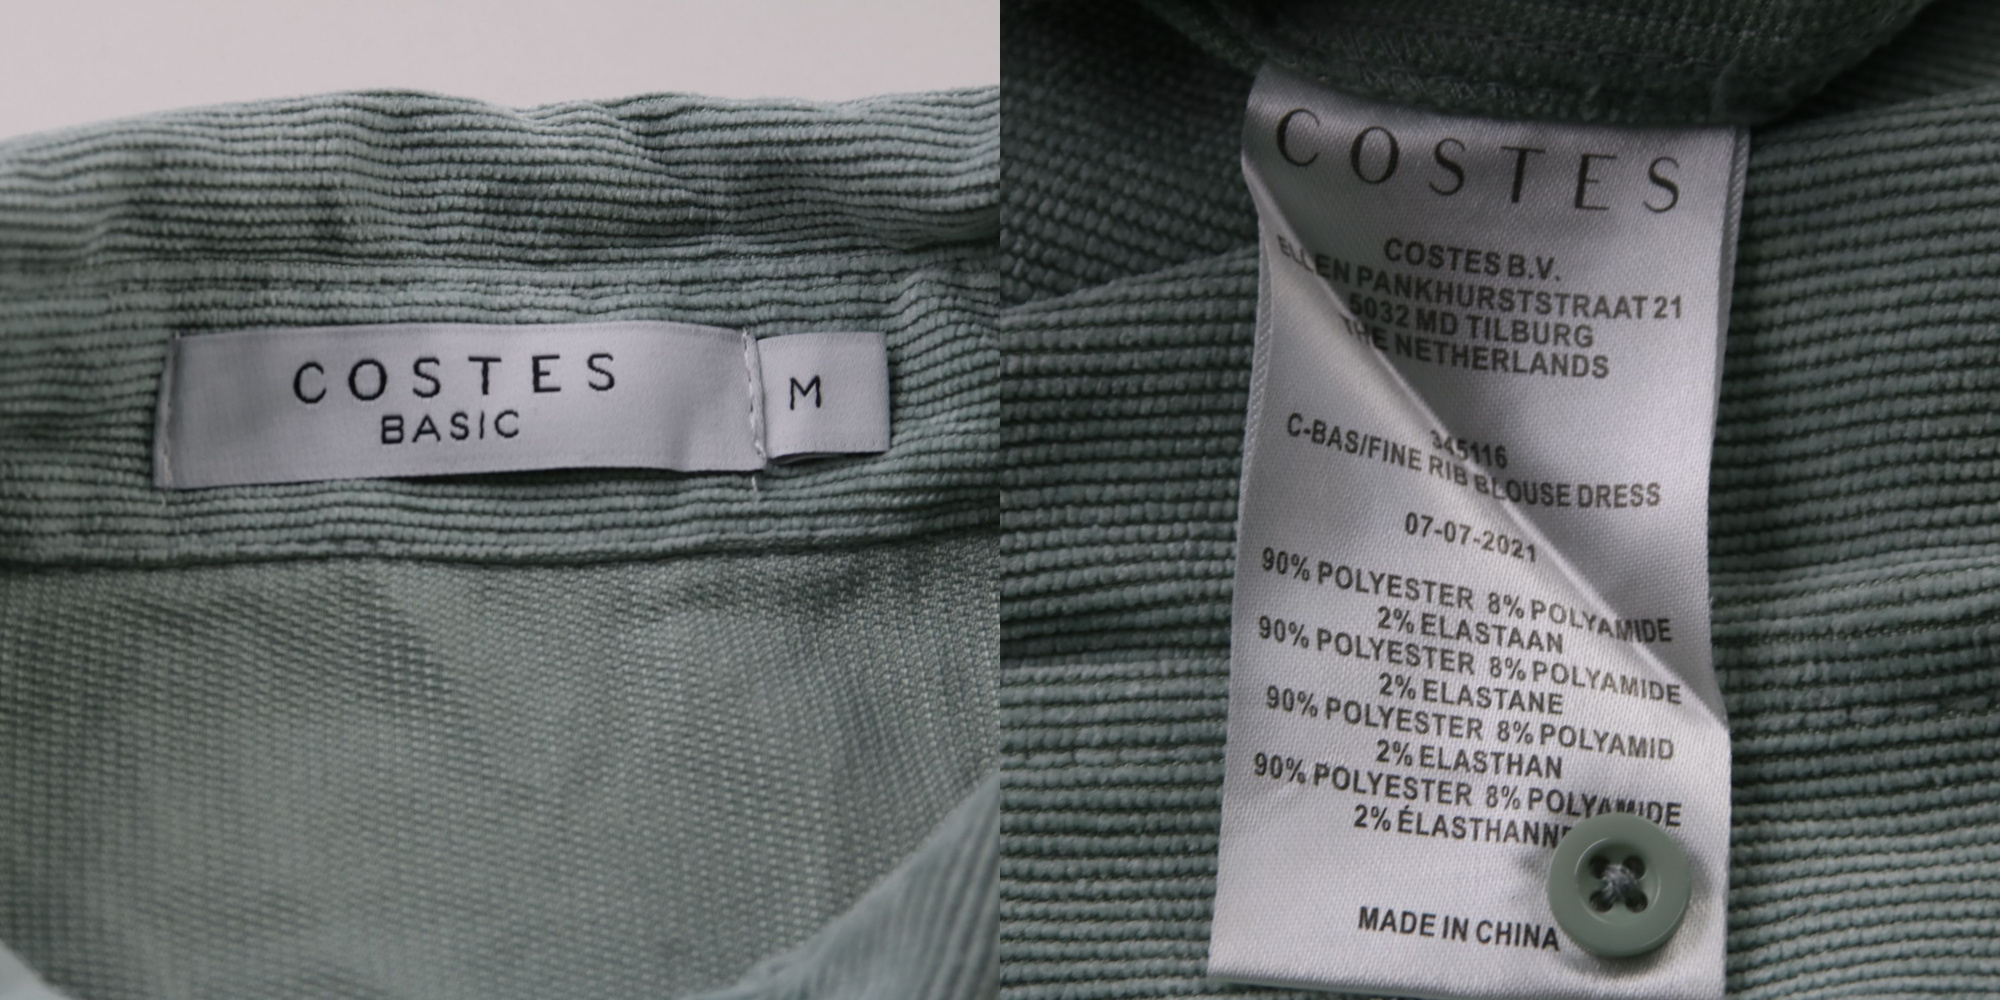 COSTES
BASIC
M
COSTES
COSTES B.V.
ELLEN PANKHURSTSTRAAT 21
5032 MD TILBURG
THE NETHERLANDS
345116
C-BAS/FINE RIB BLOUSE DRESS
07-07-2021
90% POLYESTER 8% POLYAMIDE
2% ELASTAAN
90% POLYESTER 8% POLYAMIDE
2% ELASTANE
90% POLYESTER 8% POLYAMID
2% ELASTHAN
90% POLYESTER 8% POLYAMIDE
2% ÉLASTHANNE
MADE IN CHINA